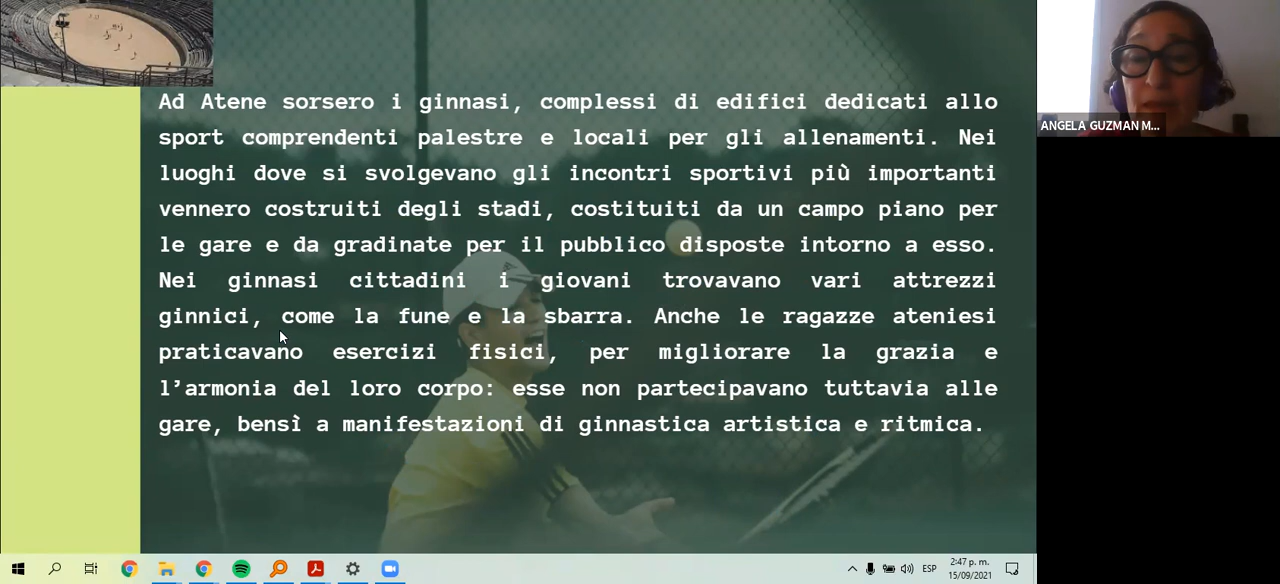 Ad Atene sorsero i ginnasi, complessi di edifici dedicati allo
sport comprendenti palestre e locali per gli allenamenti. Nei
luoghi dove si svolgevano gli incontri sportivi più importanti
vennero costruiti degli stadi, costituiti da un campo piano per
le gare e da gradinate per il pubblico disposte intorno a esso.
Nei ginnasi cittadini i giovani trovavano vari attrezzi
ginnici, come la fune e la sbarra. Anche le ragazze ateniesi
praticavano esercizi fisici, per migliorare la grazia e
l’armonia del loro corpo: esse non partecipavano tuttavia alle
gare, bensì a manifestazioni di ginnastica artistica e ritmica.
ANGELA GUZMAN M...
ESP
2:47 p. m.
15/09/2021